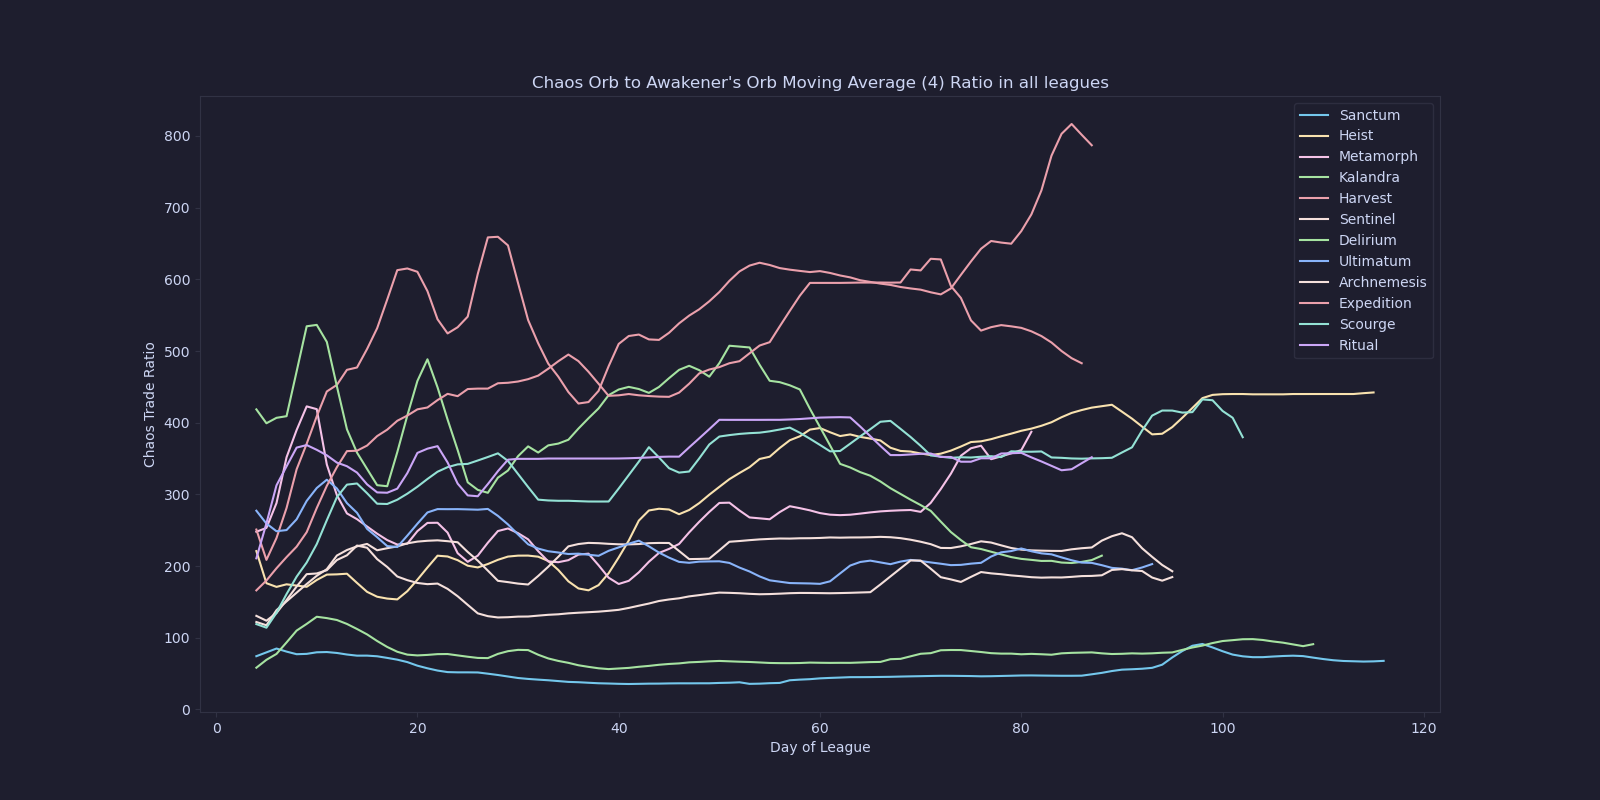 Chaos Orb to Awakener's Orb Moving Average (4) Ratio in all leagues
Chaos Trade Ratio
800
700
600
500
400
300
200
100
0
0 20 40 60 80 100 120
Day of League
Sanctum
Heist
Metamorph
Kalandra
Harvest
Sentinel
Delirium
Ultimatum
Archnemesis
Expedition
Scourge
Ritual